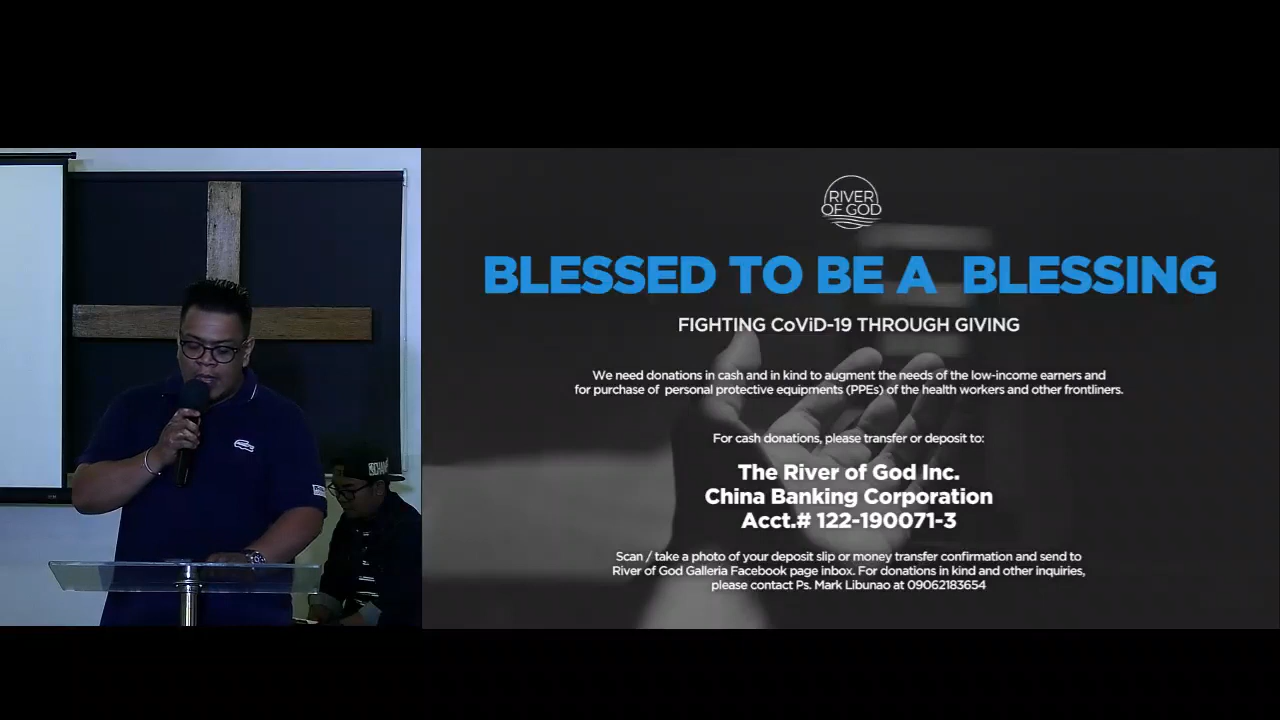 RIVER
OF GOD
BLESSED TO BE A BLESSING
FIGHTING CoViD-19 THROUGH GIVING
We need donations in cash and in kind to augment the needs of the low-income earners and
for purchase of personal protective equipments (PPEs) of the health workers and other frontliners.
For cash donations, please transfer or deposit to:
The River of God Inc.
China Banking Corporation
Acct.# 122-190071-3
Scan / take a photo of your deposit slip or money transfer confirmation and send to
River of God Galleria Facebook page inbox. For donations in kind and other inquiries,
please contact Ps. Mark Libunao at 09062183654